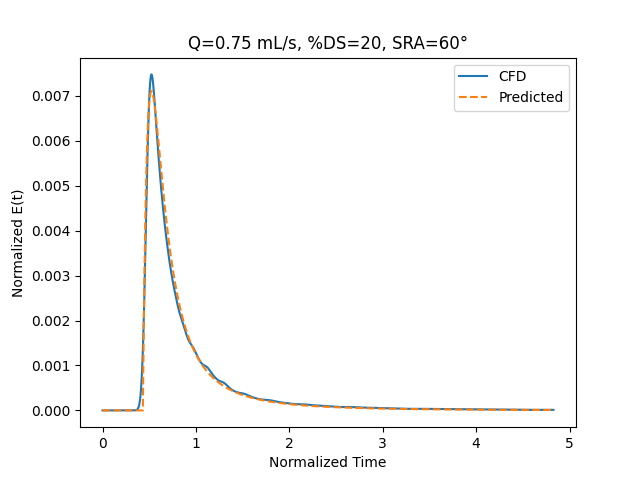 Q=0.75 mL/s, %DS=20, SRA=60°
CFD
Predicted
Normalized E(t)
0.007
0.006
0.005
0.004
0.003
0.002
0.001
0.000
0 1 2 3 4 5
Normalized Time